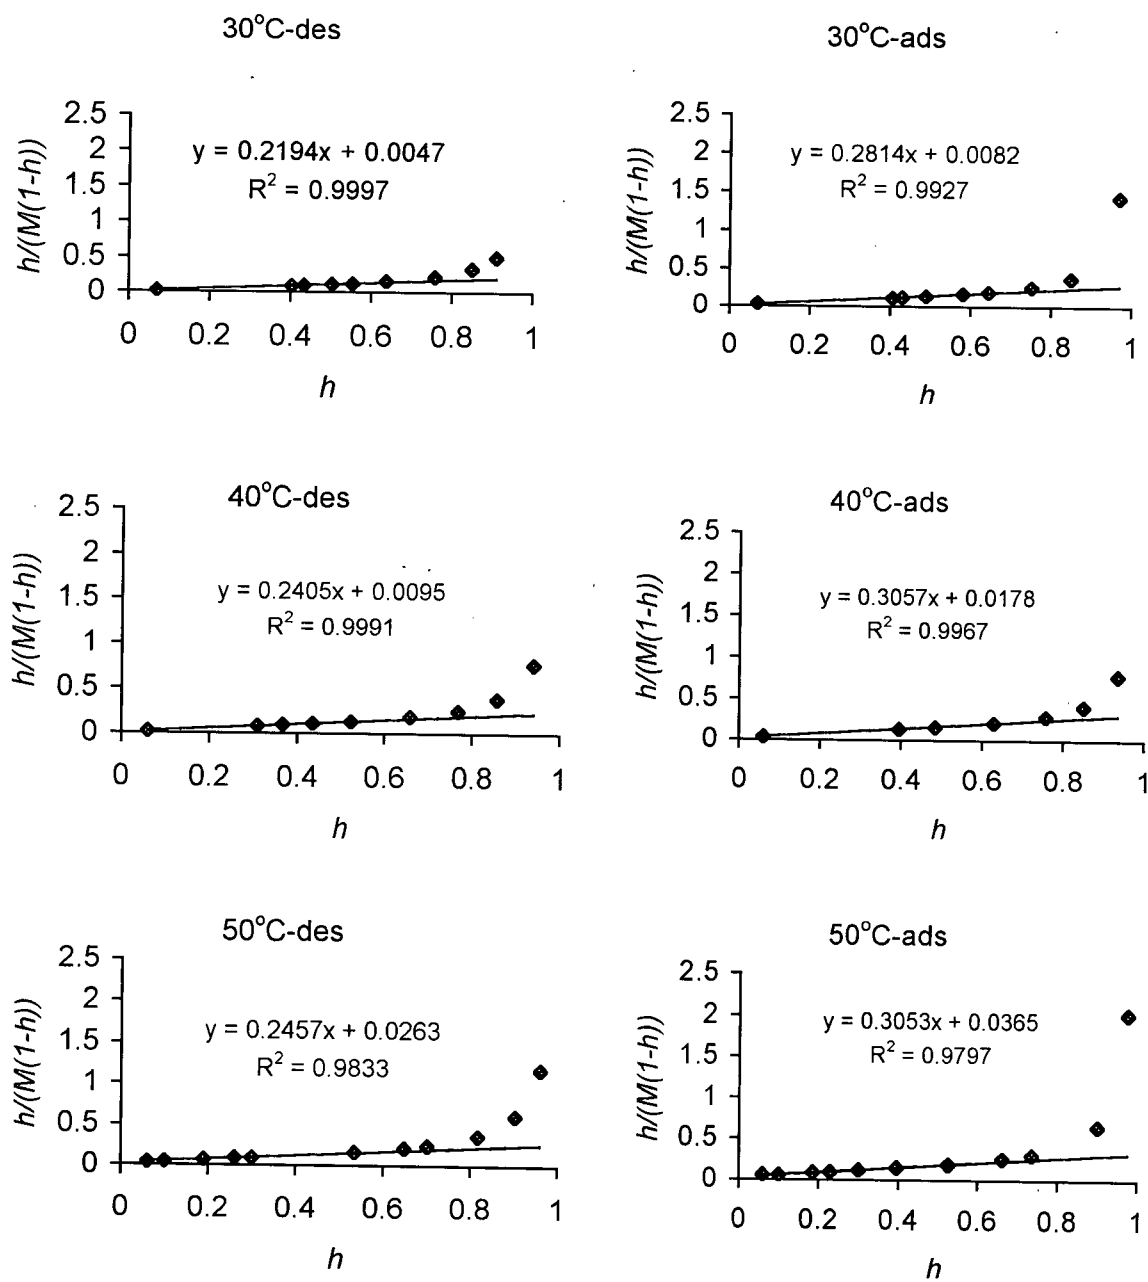 30°C-des
2.5
2
1.5
1
0.5
0
h/(M(1-h))
y = 0.2194x + 0.0047
R² = 0.9997
0 0.2 0.4 0.6 0.8 1
h
30°C-ads
2.5
2
1.5
1
0.5
0
h/(M(1-h))
y = 0.2814x + 0.0082
R² = 0.9927
0 0.2 0.4 0.6 0.8 1
h
40°C-des
2.5
2
1.5
1
0.5
0
h/(M(1-h))
y = 0.2405x + 0.0095
R² = 0.9991
0 0.2 0.4 0.6 0.8 1
h
40°C-ads
2.5
2
1.5
1
0.5
0
h/(M(1-h))
y = 0.3057x + 0.0178
R² = 0.9967
0 0.2 0.4 0.6 0.8 1
h
50°C-des
2.5
2
1.5
1
0.5
0
h/(M(1-h))
y = 0.2457x + 0.0263
R² = 0.9833
0 0.2 0.4 0.6 0.8 1
h
50°C-ads
2.5
2
1.5
1
0.5
0
h/(M(1-h))
y = 0.3053x + 0.0365
R² = 0.9797
0 0.2 0.4 0.6 0.8 1
h